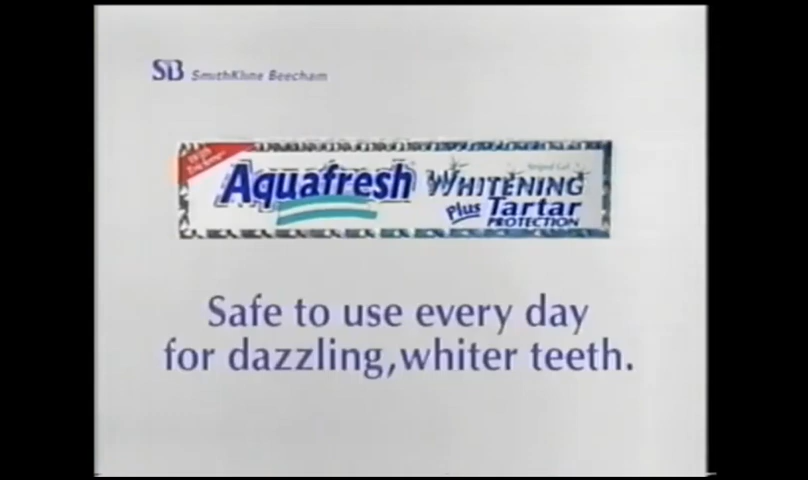 SB SmithKline Beecham
Aquafresh WHITENING
Plus Tartar
PROTECTION
Safe to use every day
for dazzling, whiter teeth.